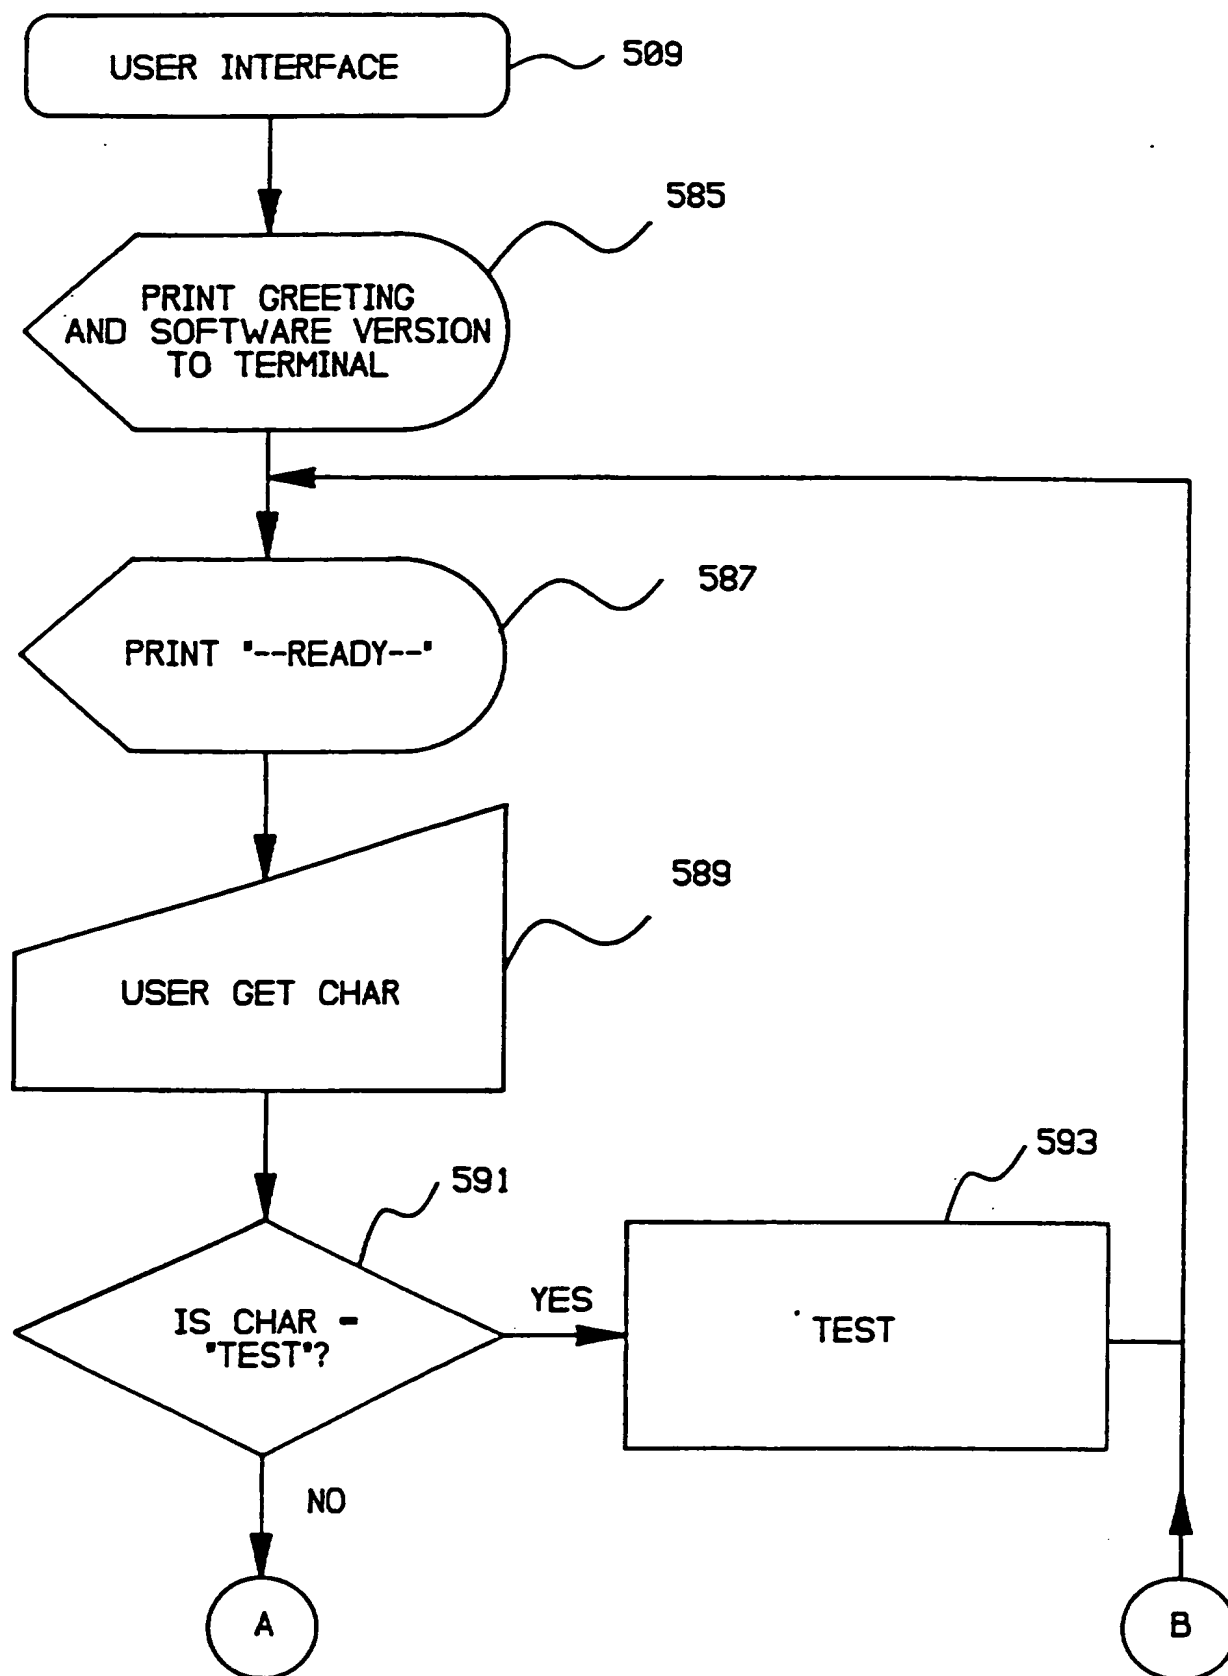 USER INTERFACE
509
585
PRINT GREETING
AND SOFTWARE VERSION
TO TERMINAL
587
PRINT "--READY--"
589
USER GET CHAR
591
593
IS CHAR =
"TEST"?
YES
TEST
NO
A
B